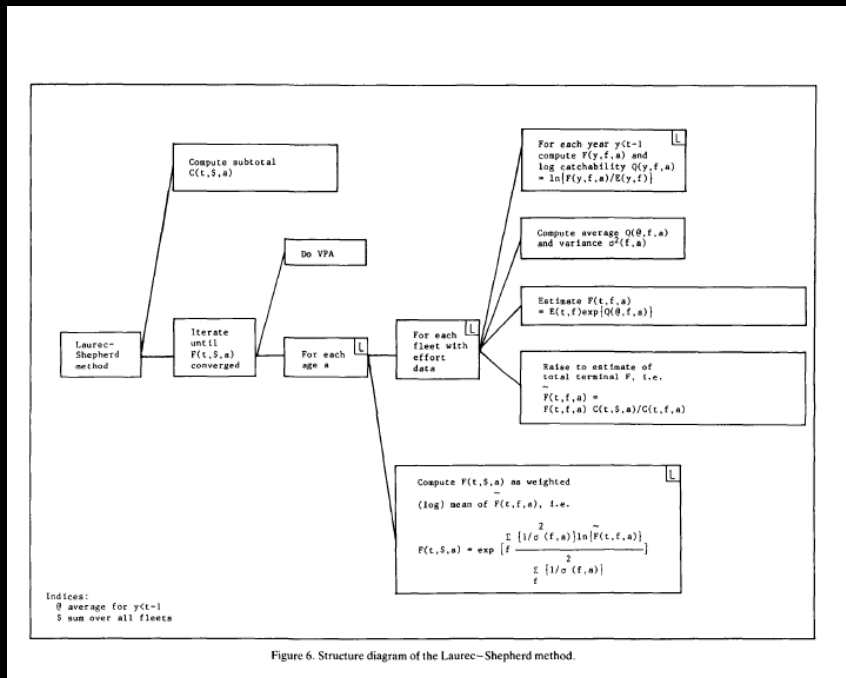 Compute subtotal
C(t,$,a)
For each year y<t-1
compute F(y,f,a) and
log catchability Q(y,f,a)
= ln{F(y,f,a)/E(y,f)}
L
Compute average Q(@,f,a)
and variance σ²(f,a)
Do VPA
Estimate F(t,f,a)
= E(t,f)exp{Q(@,f,a)}
Laurec-
Shepherd
method
Iterate
until
F(t,$,a)
converged
For each
age a
L
For each
fleet with
effort
data
L
Raise to estimate of
total terminal F, i.e.
~
F(t,f,a) =
F(t,f,a) C(t,$,a)/C(t,f,a)
Compute F(t,$,a) as weighted
L
~
(log) mean of F(t,f,a), i.e.
2 ~
Σ {1/σ (f,a)}ln{F(t,f,a)}
F(t,$,a) = exp [f ]
2
Σ {1/σ (f,a)}
f
Indices:
@ average for y<t-1
$ sum over all fleets
Figure 6. Structure diagram of the Laurec–Shepherd method.